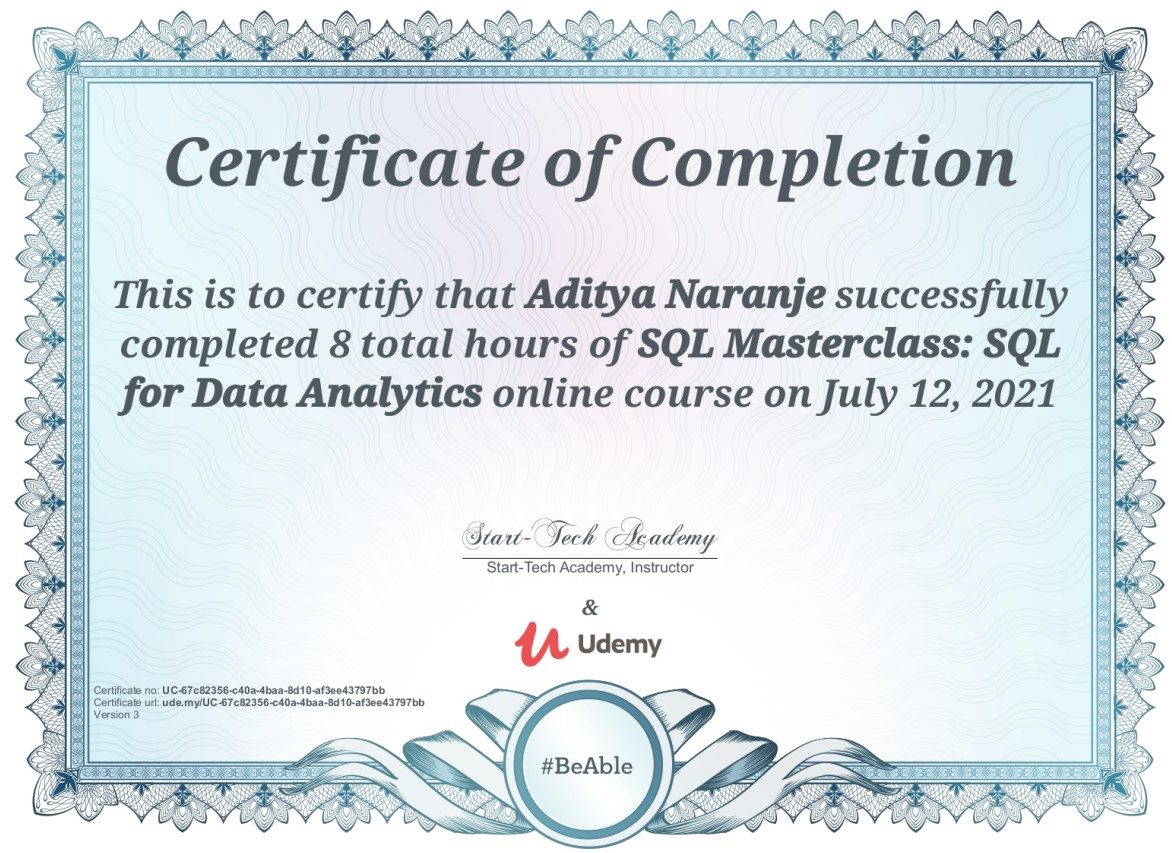 Certificate of Completion
This is to certify that Aditya Naranje successfully
completed 8 total hours of SQL Masterclass: SQL
for Data Analytics online course on July 12, 2021
Start-Tech Academy
Start-Tech Academy, Instructor
&
Udemy
Certificate no: UC-67c82356-c40a-4baa-8d10-af3ee43797bb
Certificate url: ude.my/UC-67c82356-c40a-4baa-8d10-af3ee43797bb
Version 3
#BeAble